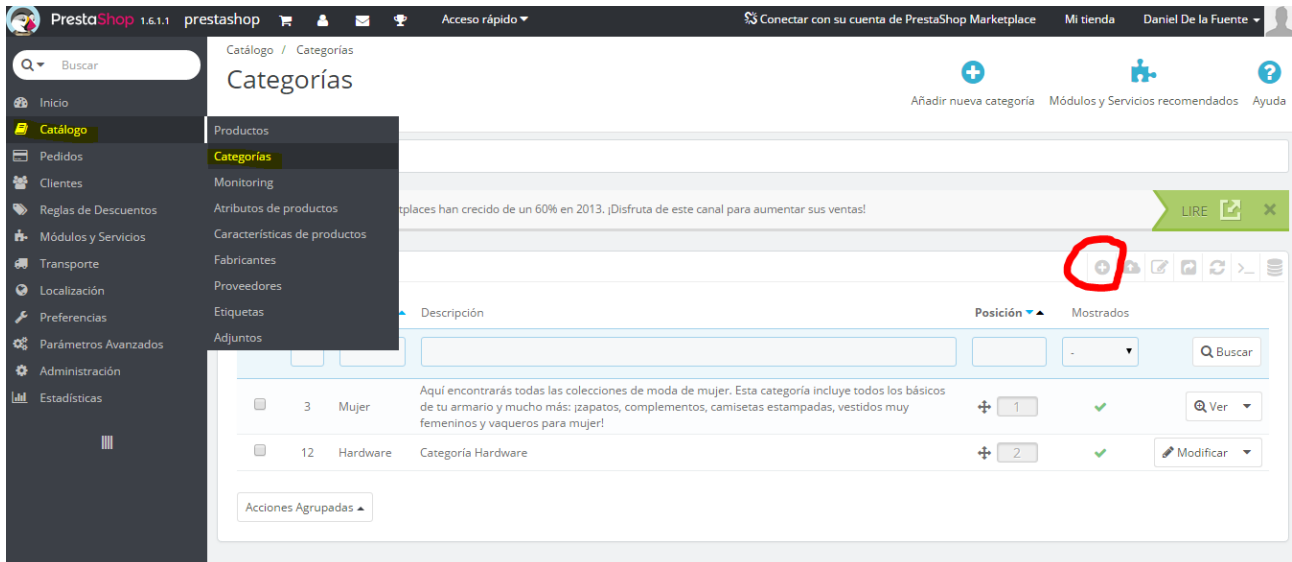 PrestaShop 1.6.1.1 prestashop Acceso rápido Conectar con su cuenta de PrestaShop Marketplace Mi tienda Daniel De la Fuente
Buscar
Inicio
Catálogo
Pedidos
Clientes
Reglas de Descuentos
Módulos y Servicios
Transporte
Localización
Preferencias
Parámetros Avanzados
Administración
Estadísticas
Productos
Categorías
Monitoring
Atributos de productos
Características de productos
Fabricantes
Proveedores
Etiquetas
Adjuntos
Catálogo / Categorías
Categorías
Añadir nueva categoría Módulos y Servicios recomendados Ayuda
han crecido de un 60% en 2013. ¡Disfruta de este canal para aumentar sus ventas! LIRE
Descripción Posición Mostrados
- Buscar
3 Mujer Aquí encontrarás todas las colecciones de moda de mujer. Esta categoría incluye todos los básicos
de tu armario y mucho más: ¡zapatos, complementos, camisetas estampadas, vestidos muy
femeninos y vaqueros para mujer! 1 Ver
12 Hardware Categoría Hardware 2 Modificar
Acciones Agrupadas